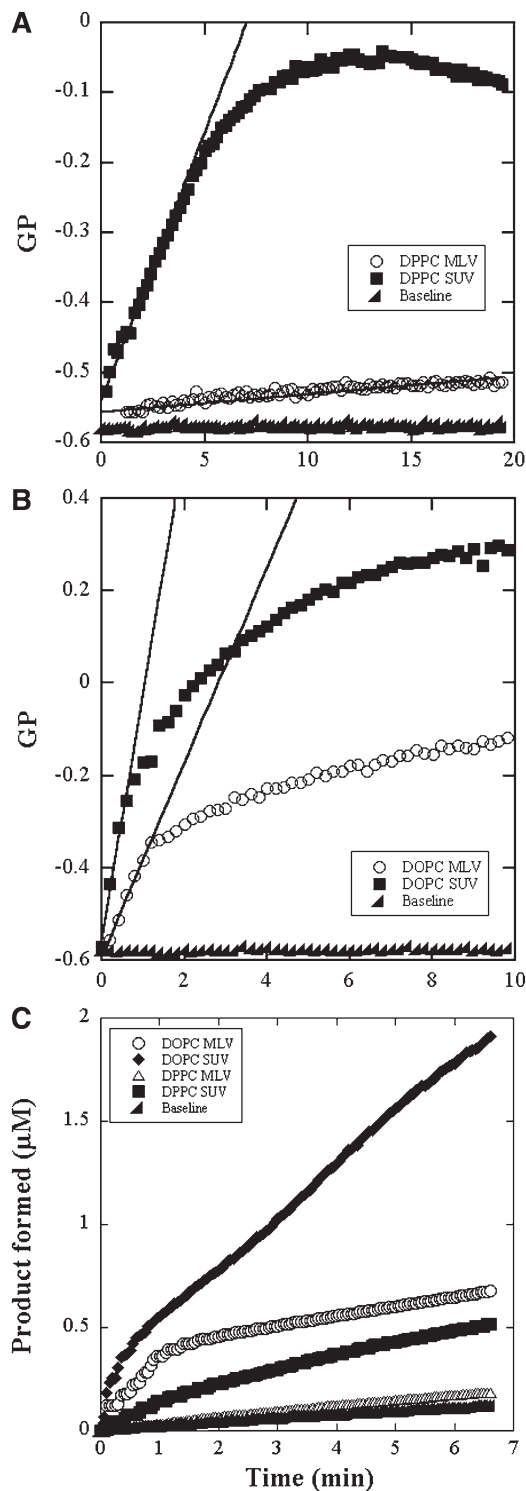 A
0
-0.1
-0.2
-0.3
-0.4
-0.5
-0.6
GP
DPPC MLV
DPPC SUV
Baseline
0 5 10 15 20
B
0.4
0.2
0
-0.2
-0.4
-0.6
GP
DOPC MLV
DOPC SUV
Baseline
0 2 4 6 8 10
C
2
1.5
1
0.5
0
Product formed (μM)
DOPC MLV
DOPC SUV
DPPC MLV
DPPC SUV
Baseline
0 1 2 3 4 5 6 7
Time (min)